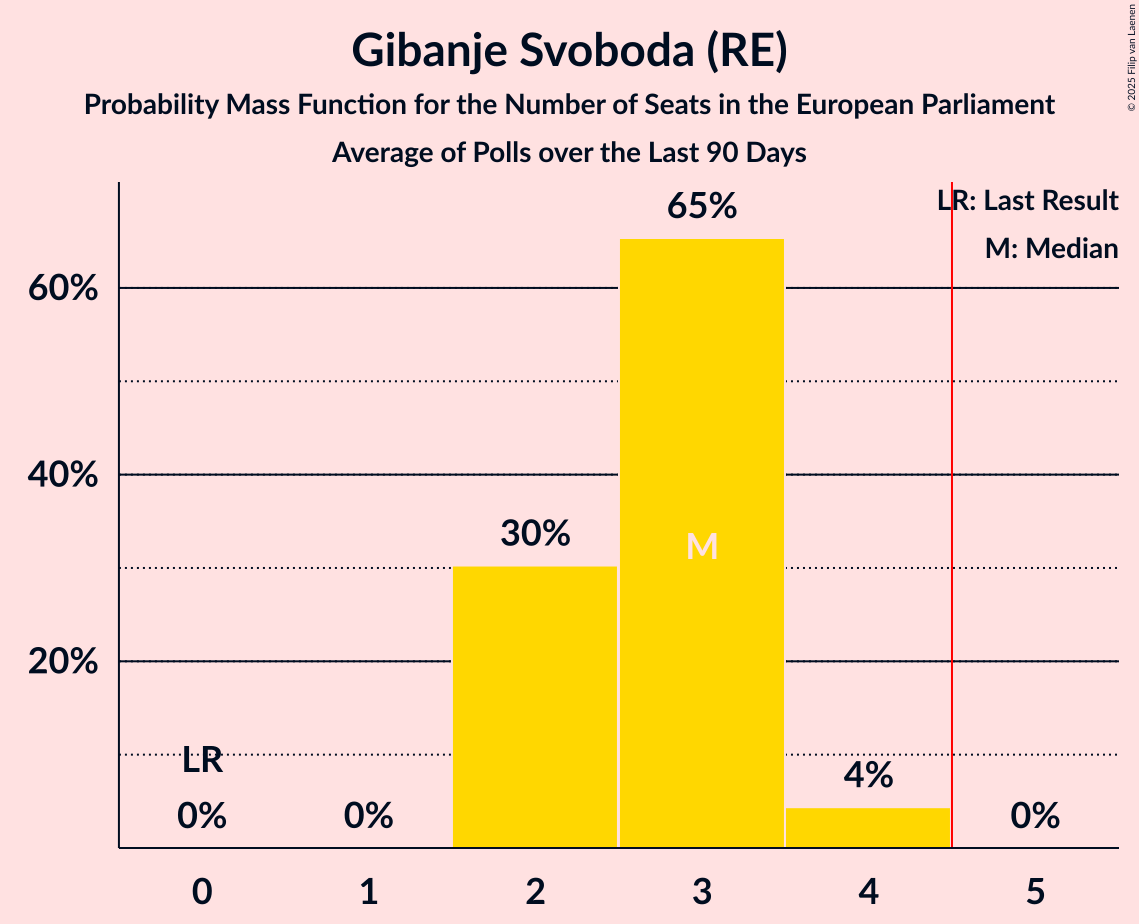 Gibanje Svoboda (RE)
Probability Mass Function for the Number of Seats in the European Parliament
Average of Polls over the Last 90 Days
© 2025 Filip van Laenen
LR: Last Result
M: Median
65%
60%
40%
30%
M
20%
LR
4%
0%
0%
0%
0
1
2
3
4
5